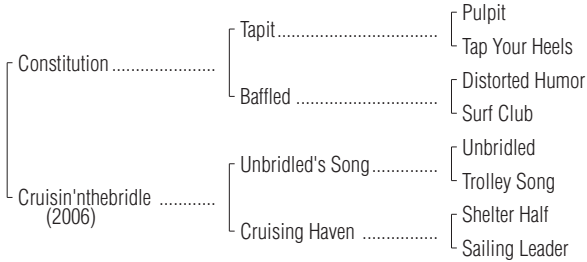 Pulpit
Tapit
Tap Your Heels
Constitution
Distorted Humor
Baffled
Surf Club
Unbridled
Unbridled's Song
Trolley Song
Cruisin'nthebridle
(2006)
Shelter Half
Cruising Haven
Sailing Leader